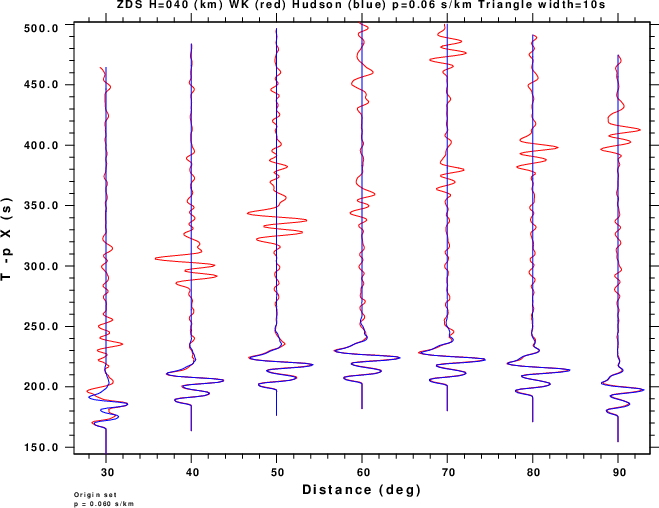 ZDS H=040 (km) WK (red) Hudson (blue) p=0.06 s/km Triangle width=10s
500.0
450.0
400.0
350.0
300.0
250.0
200.0
150.0
T -p X (s)
30 40 50 60 70 80 90
Distance (deg)
Origin set
p = 0.060 s/km